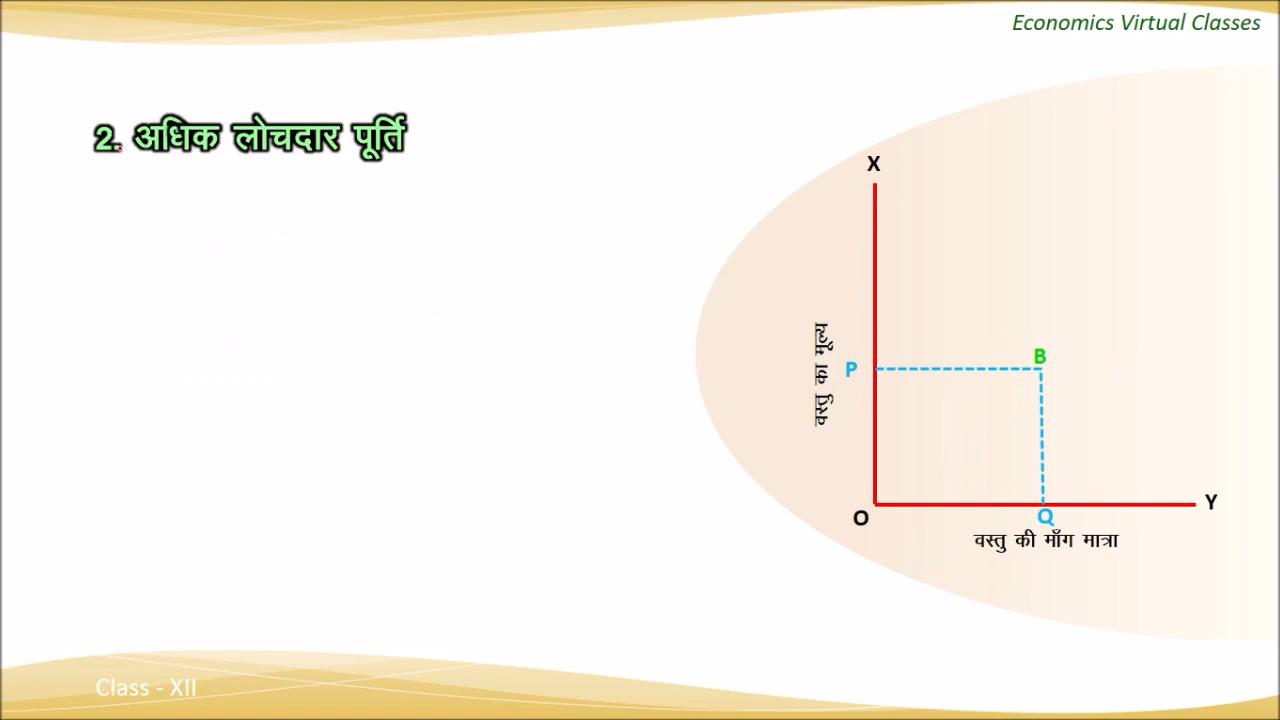 Economics Virtual Classes
2. अधिक लोचदार पूर्ति
X
वस्तु का मूल्य
P
B
O
Q
Y
वस्तु की माँग मात्रा
Class - XII